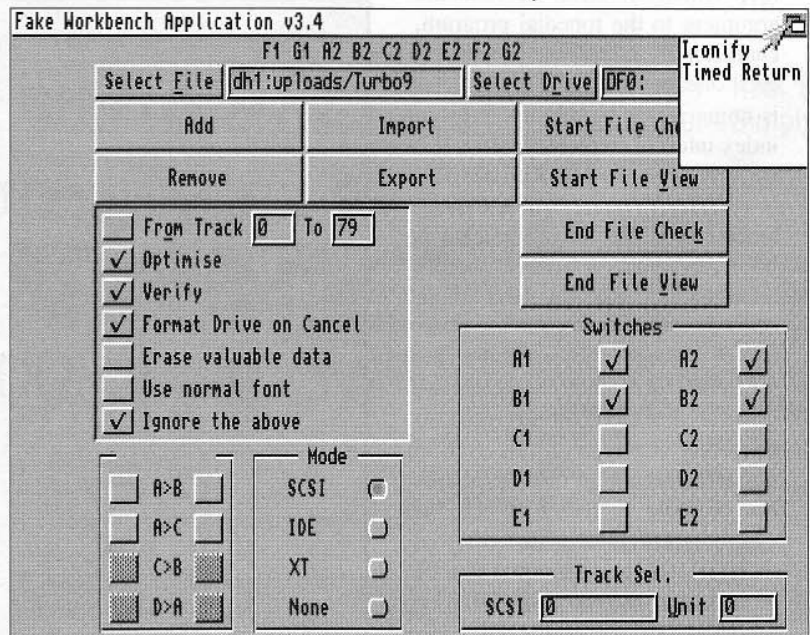 Fake Workbench Application v3.4
F1 G1 A2 B2 C2 D2 E2 F2 G2
Iconify
Timed Return
Select File dh1:uploads/Turbo9 Select Drive DF0:
Add Import Start File Che
Remove Export Start File View
From Track 0 To 79
End File Check
Optimise
Verify
End File View
Format Drive on Cancel
Erase valuable data
Use normal font
Ignore the above
Switches
A1 A2
B1 B2
C1 C2
D1 D2
E1 E2
Mode
A>B SCSI
A>C IDE
C>B XT
D>A None
Track Sel.
SCSI 0 Unit 0